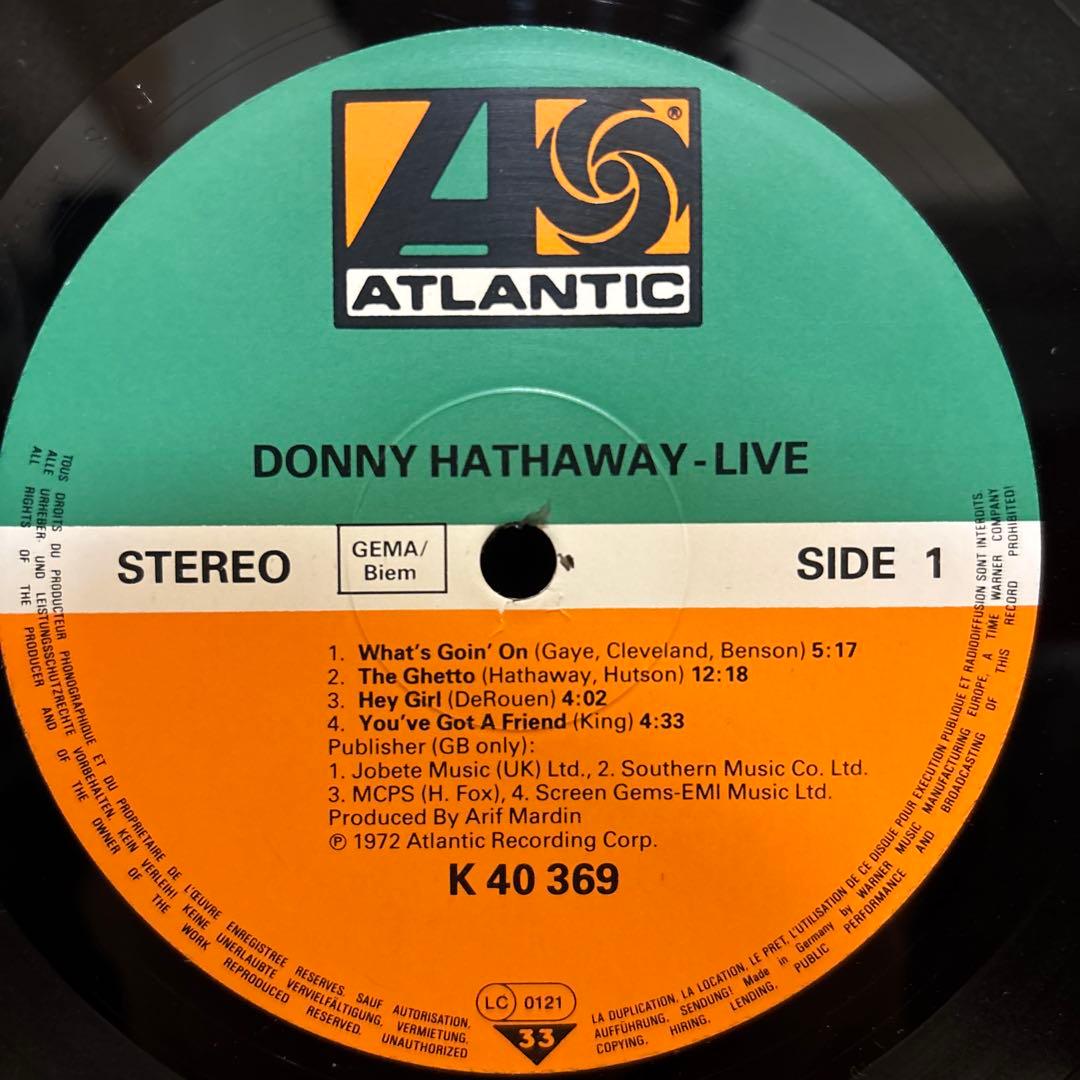 ®
ATLANTIC
DONNY HATHAWAY - LIVE
STEREO
GEMA/
Biem
SIDE 1
1. What's Goin' On (Gaye, Cleveland, Benson) 5:17
2. The Ghetto (Hathaway, Hutson) 12:18
3. Hey Girl (DeRouen) 4:02
4. You've Got A Friend (King) 4:33
Publisher (GB only):
1. Jobete Music (UK) Ltd., 2. Southern Music Co. Ltd.
3. MCPS (H. Fox), 4. Screen Gems-EMI Music Ltd.
Produced By Arif Mardin
℗ 1972 Atlantic Recording Corp.
K 40 369
TOUS DROITS DU PRODUCTEUR PHONOGRAPHIQUE ET DU PROPRIETAIRE DE L'ŒUVRE ENREGISTREE RESERVES. SAUF AUTORISATION,
LA DUPLICATION, LA LOCATION, LE PRET, L'UTILISATION DE CE DISQUE POUR EXECUTION PUBLIQUE ET RADIODIFFUSION SONT INTERDITS.
ALLE URHEBER- UND LEISTUNGSSCHUTZRECHTE VORBEHALTEN. KEIN VERLEIH! KEINE UNERLAUBTE VERVIELFÄLTIGUNG, VERMIETUNG,
AUFFÜHRUNG, SENDUNG! Made in Germany by WARNER MUSIC MANUFACTURING EUROPE, A TIME WARNER COMPANY
ALL RIGHTS OF THE PRODUCER AND OF THE OWNER OF THE WORK REPRODUCED RESERVED. UNAUTHORIZED
COPYING, HIRING, LENDING, PUBLIC PERFORMANCE AND BROADCASTING OF THIS RECORD PROHIBITED!
LC 0121
33